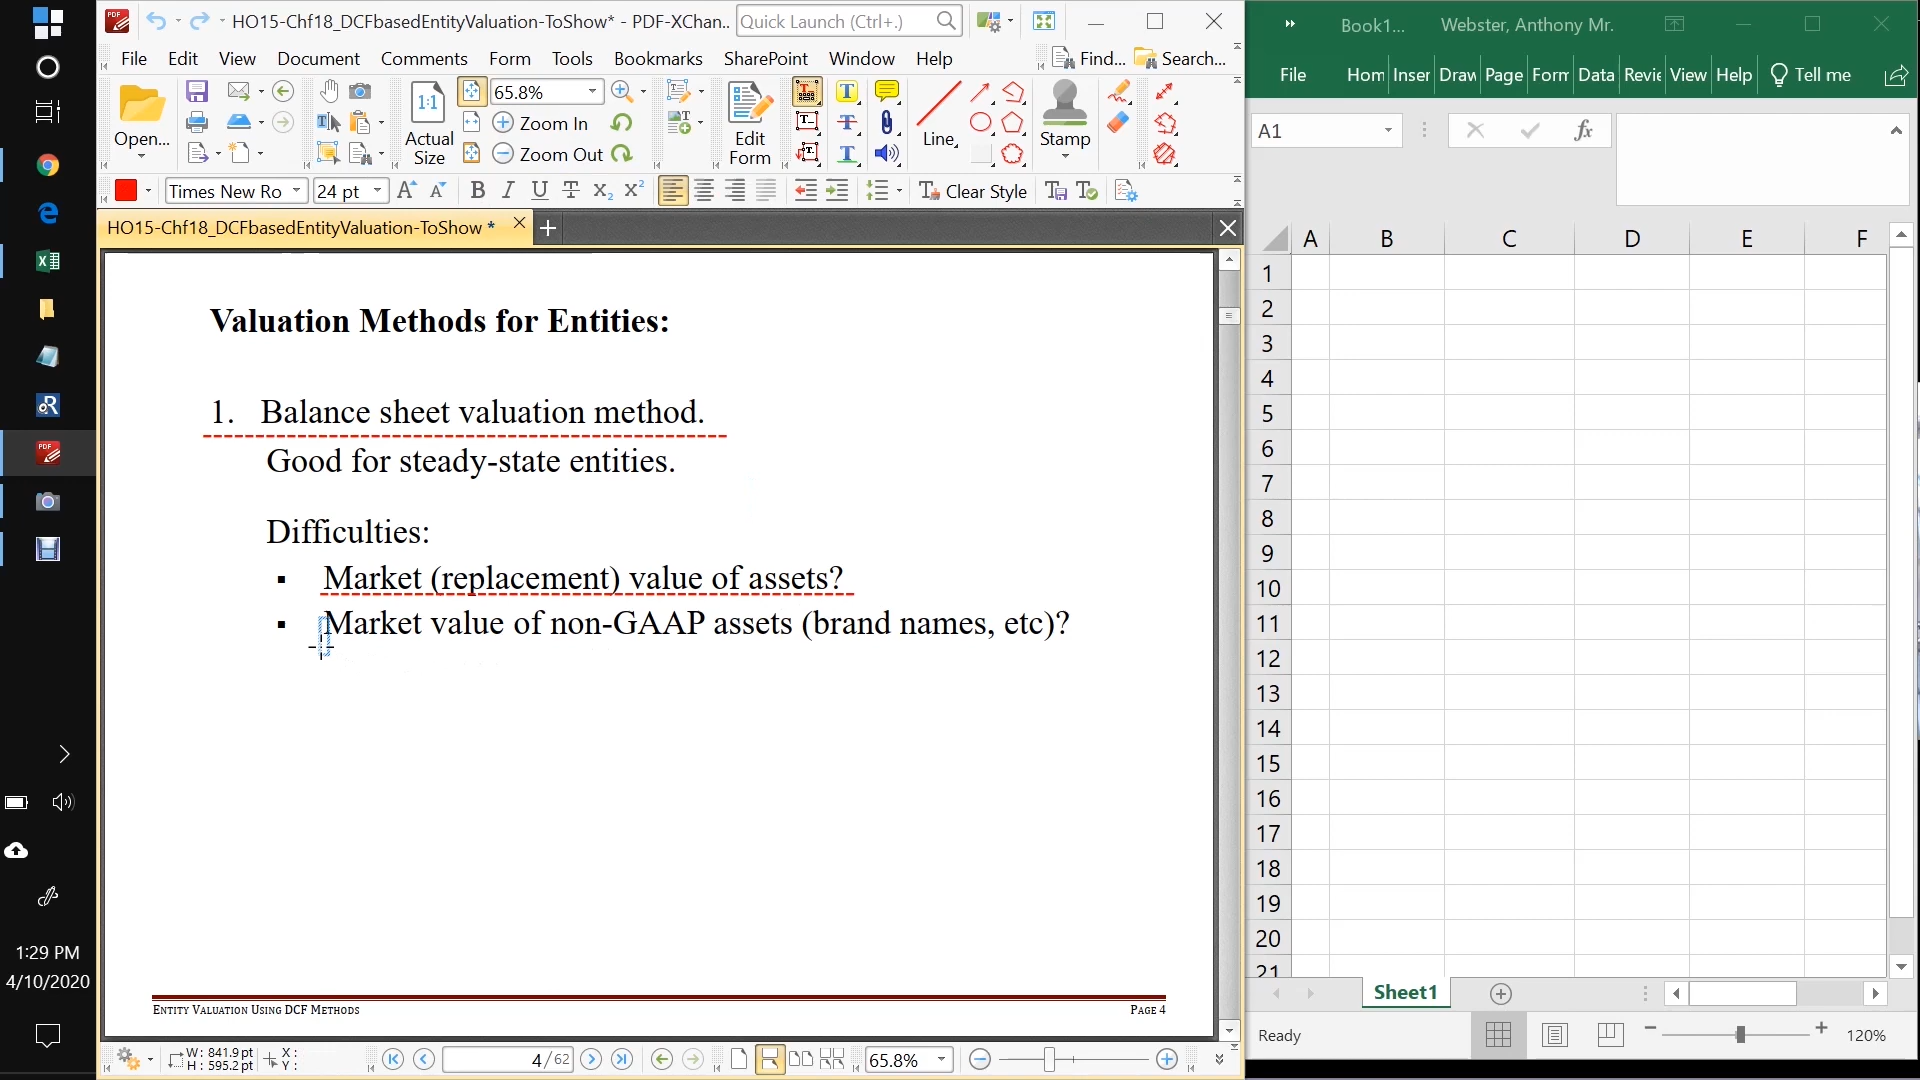 HO15-Chf18_DCFbasedEntityValuation-ToShow* - PDF-XChan...
Quick Launch (Ctrl+.)
File Edit View Document Comments Form Tools Bookmarks SharePoint Window Help
Find...
Search...
Open...
1:1
Actual Size
65.8%
Zoom In
Zoom Out
Edit Form
Line
Stamp
Times New Ro
24 pt
Clear Style
HO15-Chf18_DCFbasedEntityValuation-ToShow *
Valuation Methods for Entities:
1. Balance sheet valuation method.
Good for steady-state entities.
Difficulties:
▪ Market (replacement) value of assets?
▪ Market value of non-GAAP assets (brand names, etc)?
ENTITY VALUATION USING DCF METHODS
PAGE 4
W: 841.9 pt
H: 595.2 pt
X:
Y:
4 / 62
65.8%
1:29 PM
4/10/2020
Book1...
Webster, Anthony Mr.
File Hom Inser Draw Page Form Data Revie View Help Tell me
A1
fx
A B C D E F
1
2
3
4
5
6
7
8
9
10
11
12
13
14
15
16
17
18
19
20
21
Sheet1
Ready
120%